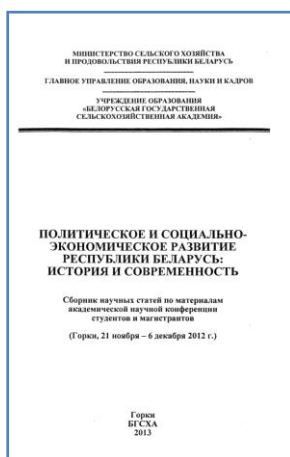 МИНИСТЕРСТВО СЕЛЬСКОГО ХОЗЯЙСТВА
И ПРОДОВОЛЬСТВИЯ РЕСПУБЛИКИ БЕЛАРУСЬ
ГЛАВНОЕ УПРАВЛЕНИЕ ОБРАЗОВАНИЯ, НАУКИ И КАДРОВ
УЧРЕЖДЕНИЕ ОБРАЗОВАНИЯ
«БЕЛОРУССКАЯ ГОСУДАРСТВЕННАЯ
СЕЛЬСКОХОЗЯЙСТВЕННАЯ АКАДЕМИЯ»
ПОЛИТИЧЕСКОЕ И СОЦИАЛЬНО-
ЭКОНОМИЧЕСКОЕ РАЗВИТИЕ
РЕСПУБЛИКИ БЕЛАРУСЬ:
ИСТОРИЯ И СОВРЕМЕННОСТЬ
Сборник научных статей по материалам
академической научной конференции
студентов и магистрантов
(Горки, 21 ноября – 6 декабря 2012 г.)
Горки
БГСХА
2013